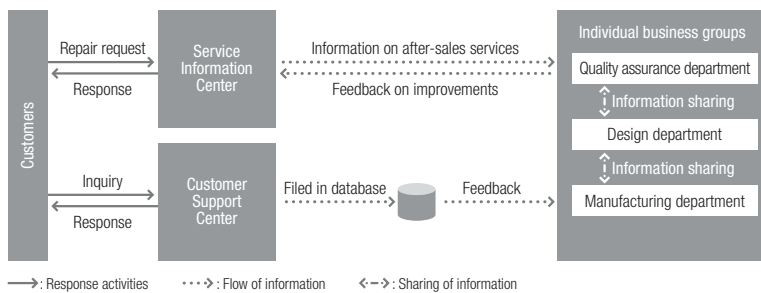 Customers
Repair request
Response
Service
Information
Center
Information on after-sales services
Feedback on improvements
Individual business groups
Quality assurance department
Information sharing
Design department
Information sharing
Manufacturing department
Inquiry
Response
Customer
Support
Center
Filed in database
Feedback
: Response activities
: Flow of information
: Sharing of information